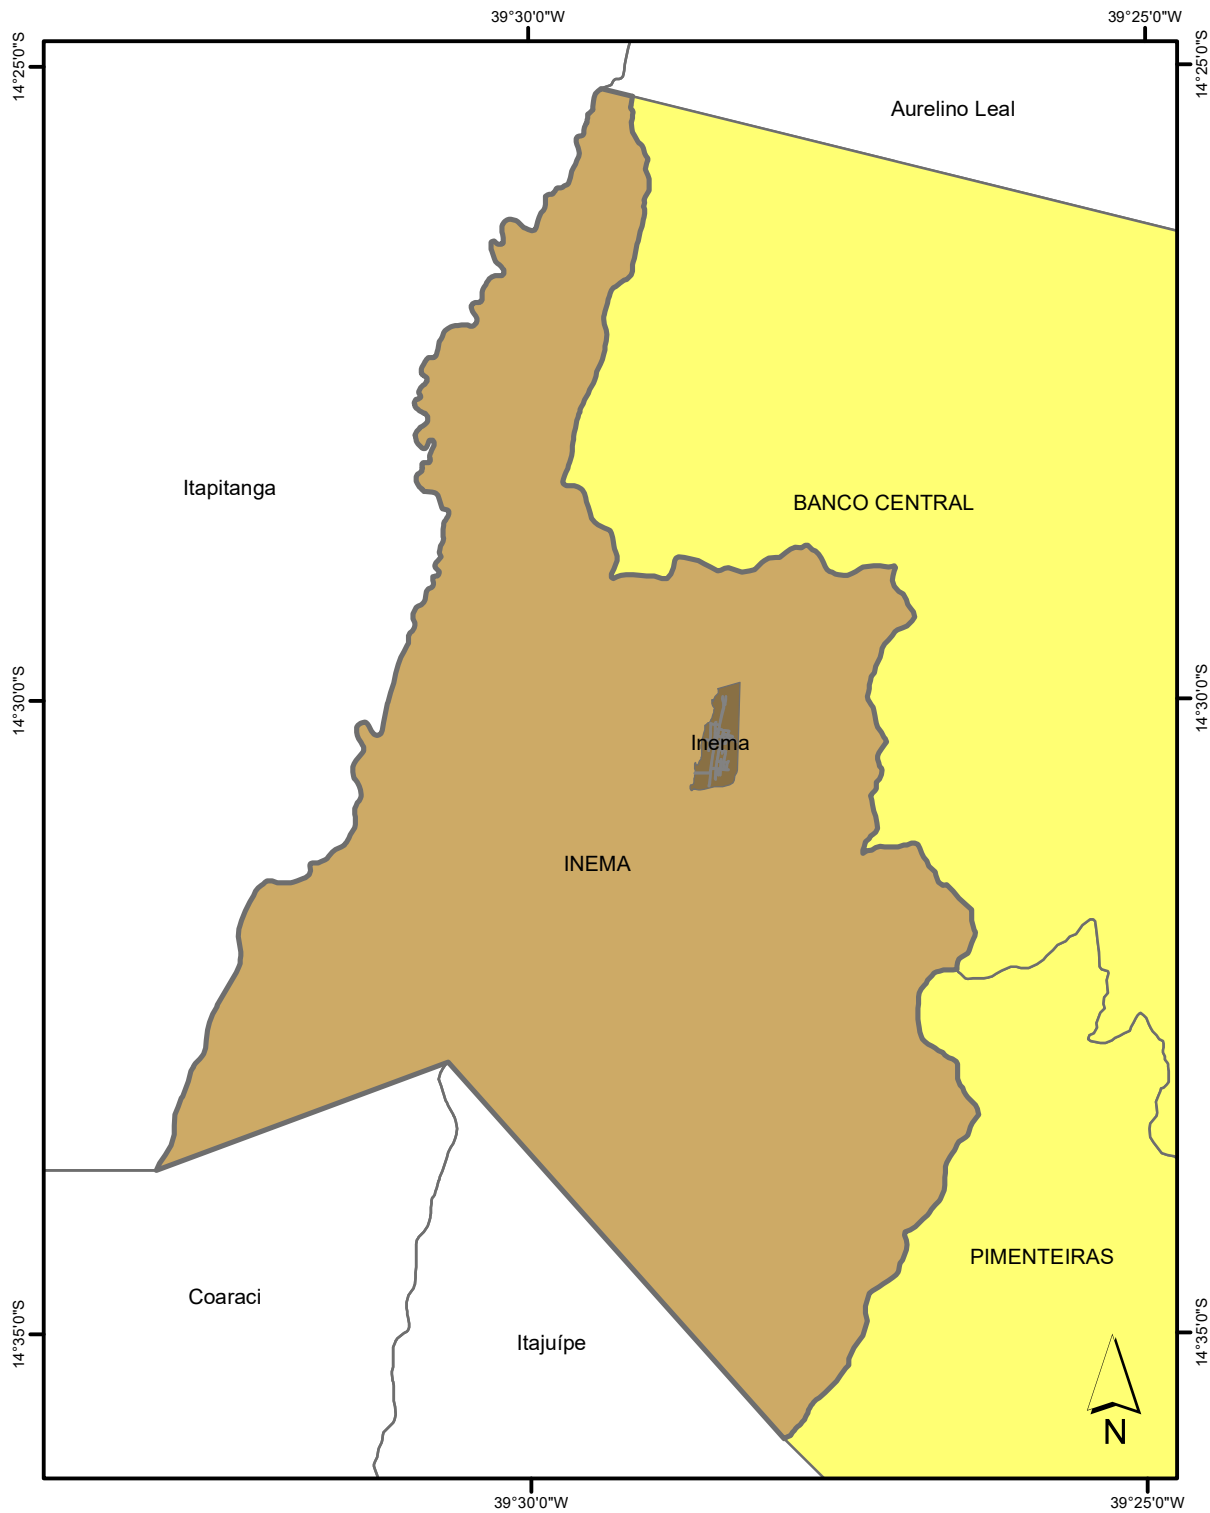 39°30'0"W
39°25'0"W
14°25'0"S
14°25'0"S
Aurelino Leal
Itapitanga
BANCO CENTRAL
14°30'0"S
14°30'0"S
Inema
INEMA
PIMENTEIRAS
Coaraci
14°35'0"S
14°35'0"S
Itajuípe
N
39°30'0"W
39°25'0"W